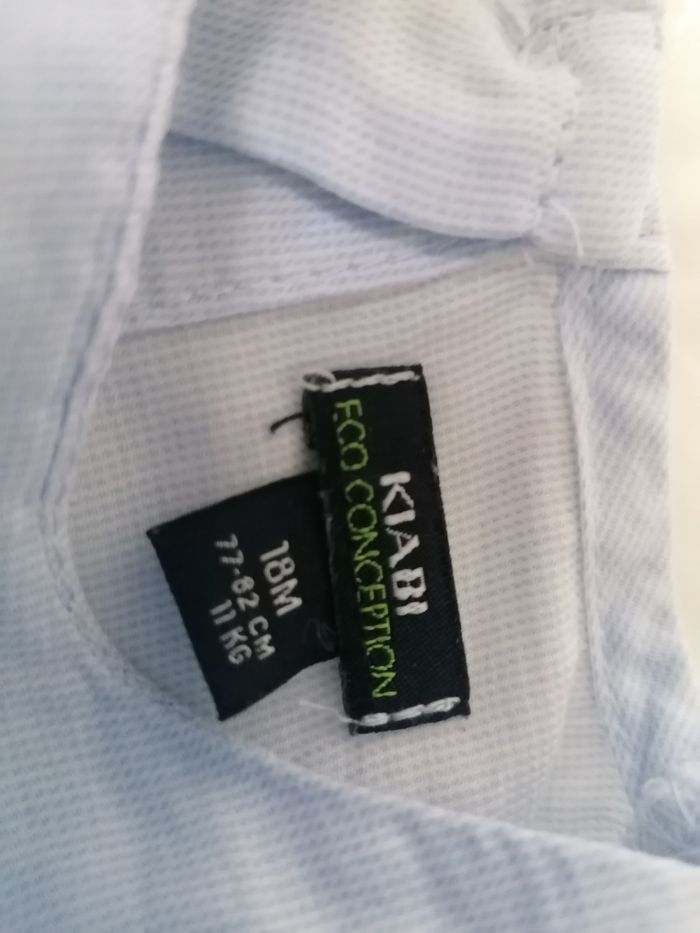 KIABI
ECO CONCEPTION
18M
77-82 CM
11 KG